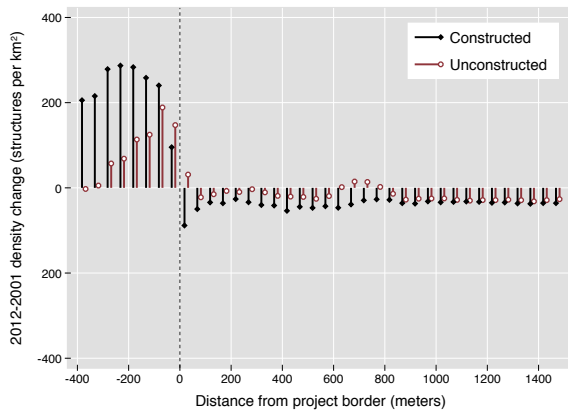 2012-2001 density change (structures per km²)
400
200
0
200
-400
Constructed
Unconstructed
-400 -200 0 200 400 600 800 1000 1200 1400
Distance from project border (meters)